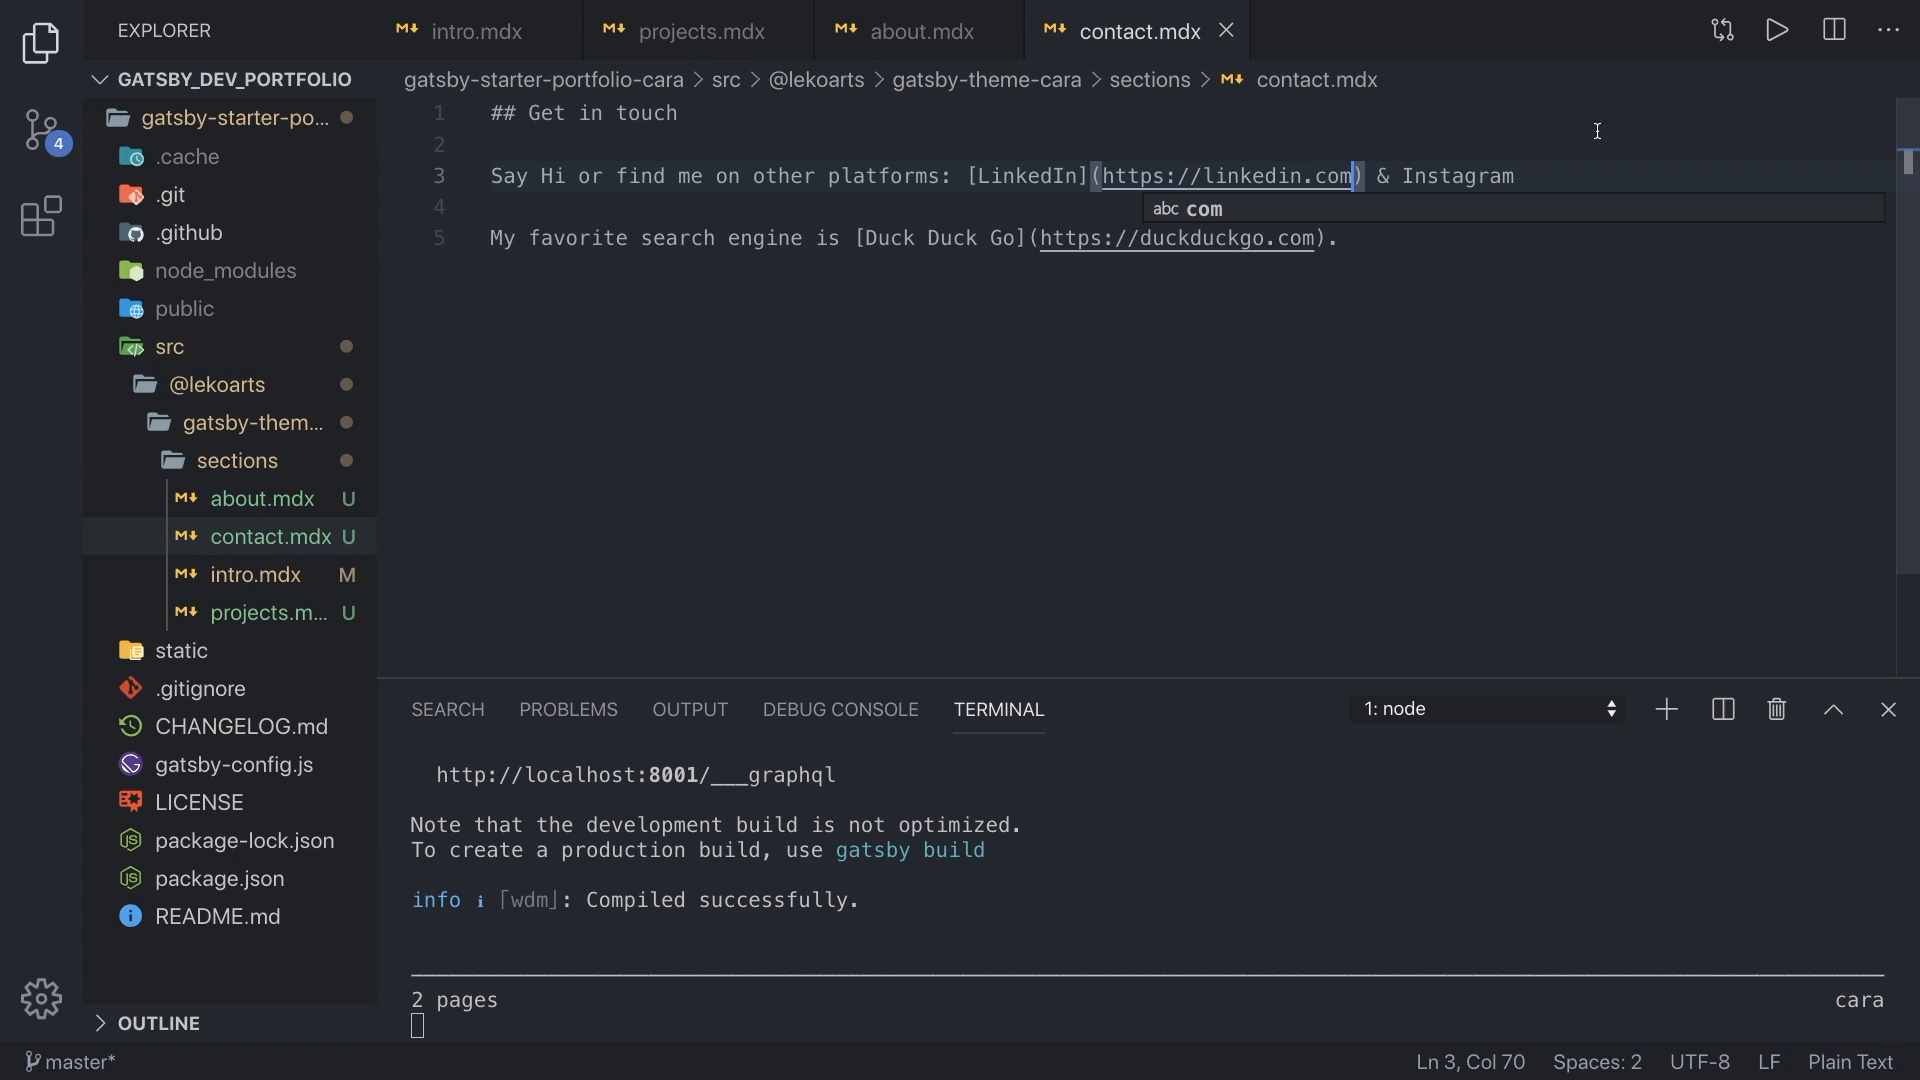 EXPLORER
intro.mdx
projects.mdx
about.mdx
contact.mdx
GATSBY_DEV_PORTFOLIO
gatsby-starter-portfolio-cara > src > @lekoarts > gatsby-theme-cara > sections > contact.mdx
4
gatsby-starter-po...
.cache
.git
.github
node_modules
public
src
@lekoarts
gatsby-them...
sections
about.mdx U
contact.mdx U
intro.mdx M
projects.m... U
static
.gitignore
CHANGELOG.md
gatsby-config.js
LICENSE
package-lock.json
package.json
README.md
OUTLINE
1 ## Get in touch
2
3 Say Hi or find me on other platforms: [LinkedIn](https://linkedin.com) & Instagram
abc com
4
5 My favorite search engine is [Duck Duck Go](https://duckduckgo.com).
SEARCH PROBLEMS OUTPUT DEBUG CONSOLE TERMINAL 1: node
http://localhost:8001/___graphql
Note that the development build is not optimized.
To create a production build, use gatsby build
info ℹ ｢wdm｣: Compiled successfully.
2 pages cara
master* Ln 3, Col 70 Spaces: 2 UTF-8 LF Plain Text